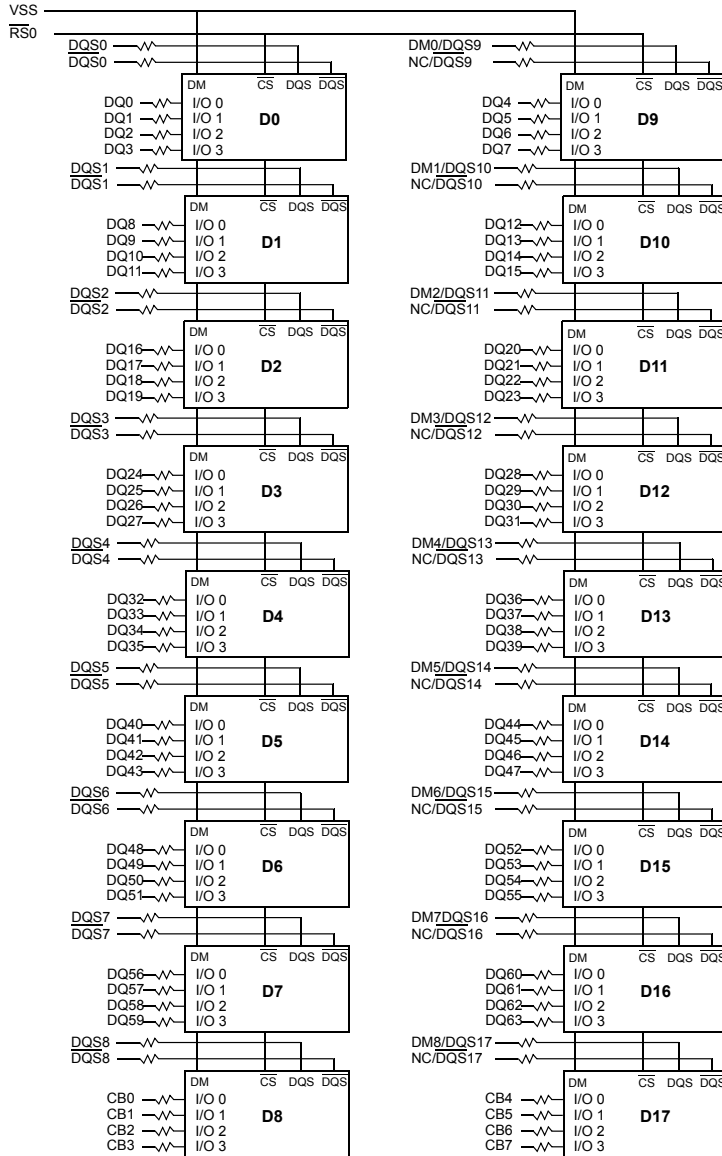 VSS
RS0
DQS0
DQS0
DM CS DQS DQS
DQ0 I/O 0
DQ1 I/O 1 D0
DQ2 I/O 2
DQ3 I/O 3
DQS1
DQS1
DM CS DQS DQS
DQ8 I/O 0
DQ9 I/O 1 D1
DQ10 I/O 2
DQ11 I/O 3
DQS2
DQS2
DM CS DQS DQS
DQ16 I/O 0
DQ17 I/O 1 D2
DQ18 I/O 2
DQ19 I/O 3
DQS3
DQS3
DM CS DQS DQS
DQ24 I/O 0
DQ25 I/O 1 D3
DQ26 I/O 2
DQ27 I/O 3
DQS4
DQS4
DM CS DQS DQS
DQ32 I/O 0
DQ33 I/O 1 D4
DQ34 I/O 2
DQ35 I/O 3
DQS5
DQS5
DM CS DQS DQS
DQ40 I/O 0
DQ41 I/O 1 D5
DQ42 I/O 2
DQ43 I/O 3
DQS6
DQS6
DM CS DQS DQS
DQ48 I/O 0
DQ49 I/O 1 D6
DQ50 I/O 2
DQ51 I/O 3
DQS7
DQS7
DM CS DQS DQS
DQ56 I/O 0
DQ57 I/O 1 D7
DQ58 I/O 2
DQ59 I/O 3
DQS8
DQS8
DM CS DQS DQS
CB0 I/O 0
CB1 I/O 1 D8
CB2 I/O 2
CB3 I/O 3
DM0/DQS9
NC/DQS9
DM CS DQS DQS
DQ4 I/O 0
DQ5 I/O 1 D9
DQ6 I/O 2
DQ7 I/O 3
DM1/DQS10
NC/DQS10
DM CS DQS DQS
DQ12 I/O 0
DQ13 I/O 1 D10
DQ14 I/O 2
DQ15 I/O 3
DM2/DQS11
NC/DQS11
DM CS DQS DQS
DQ20 I/O 0
DQ21 I/O 1 D11
DQ22 I/O 2
DQ23 I/O 3
DM3/DQS12
NC/DQS12
DM CS DQS DQS
DQ28 I/O 0
DQ29 I/O 1 D12
DQ30 I/O 2
DQ31 I/O 3
DM4/DQS13
NC/DQS13
DM CS DQS DQS
DQ36 I/O 0
DQ37 I/O 1 D13
DQ38 I/O 2
DQ39 I/O 3
DM5/DQS14
NC/DQS14
DM CS DQS DQS
DQ44 I/O 0
DQ45 I/O 1 D14
DQ46 I/O 2
DQ47 I/O 3
DM6/DQS15
NC/DQS15
DM CS DQS DQS
DQ52 I/O 0
DQ53 I/O 1 D15
DQ54 I/O 2
DQ55 I/O 3
DM7DQS16
NC/DQS16
DM CS DQS DQS
DQ60 I/O 0
DQ61 I/O 1 D16
DQ62 I/O 2
DQ63 I/O 3
DM8/DQS17
NC/DQS17
DM CS DQS DQS
CB4 I/O 0
CB5 I/O 1 D17
CB6 I/O 2
CB7 I/O 3